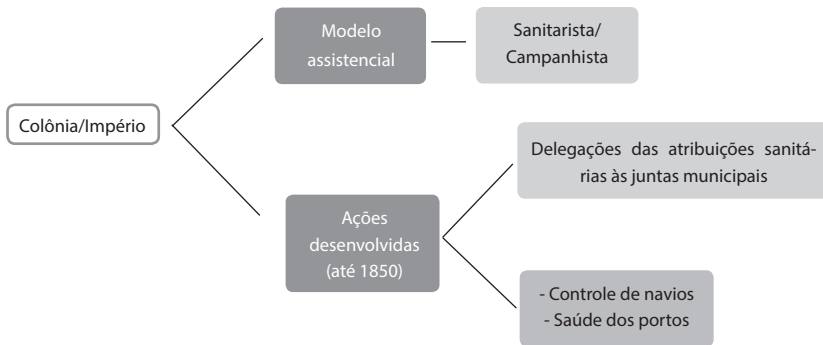 Colônia/Império
Modelo
assistencial
Sanitarista/
Campanhista
Ações
desenvolvidas
(até 1850)
Delegações das atribuições sanitá-
rias às juntas municipais
- Controle de navios
- Saúde dos portos